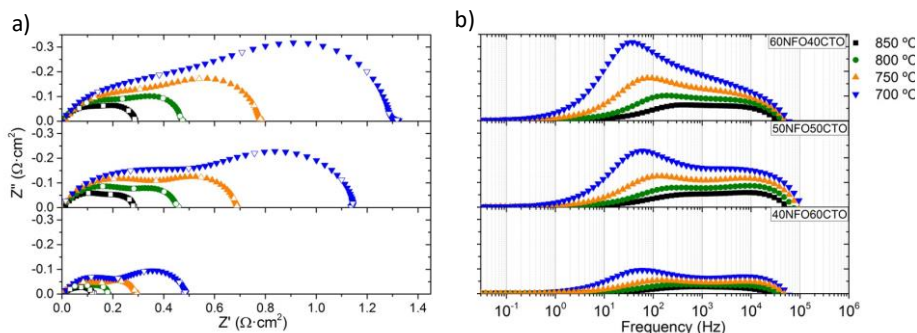 a)
-0.3
-0.2
-0.1
0.0
-0.3
-0.2
-0.1
0.0
-0.3
-0.2
-0.1
0.0
Z'' (Ω·cm²)
0.0 0.2 0.4 0.6 0.8 1.0 1.2 1.4
Z' (Ω·cm²)
b)
60NFO40CTO
50NFO50CTO
40NFO60CTO
10⁻¹ 10⁰ 10¹ 10² 10³ 10⁴ 10⁵ 10⁶
Frequency (Hz)
850 ºC
800 ºC
750 ºC
700 ºC